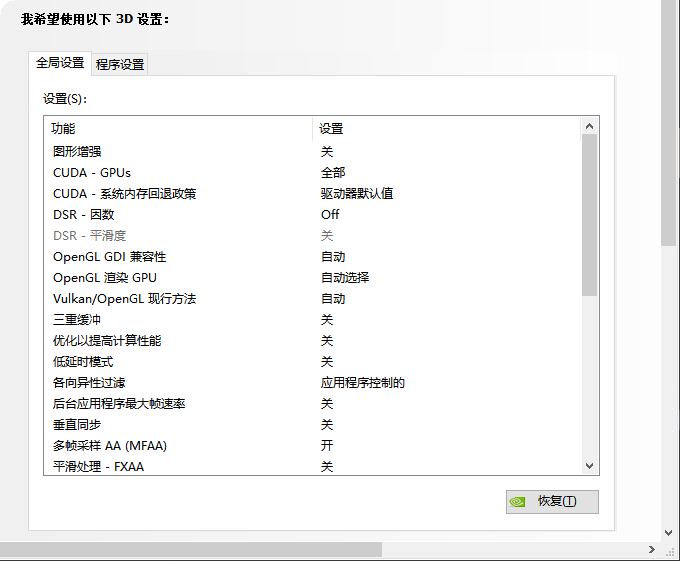 我希望使用以下 3D 设置：
全局设置 程序设置
设置(S)：
功能 设置
图形增强 关
CUDA - GPUs 全部
CUDA - 系统内存回退政策 驱动器默认值
DSR - 因数 Off
DSR - 平滑度 关
OpenGL GDI 兼容性 自动
OpenGL 渲染 GPU 自动选择
Vulkan/OpenGL 现行方法 自动
三重缓冲 关
优化以提高计算性能 关
低延时模式 关
各向异性过滤 应用程序控制的
后台应用程序最大帧速率 关
垂直同步 关
多帧采样 AA (MFAA) 开
平滑处理 - FXAA 关
恢复(T)